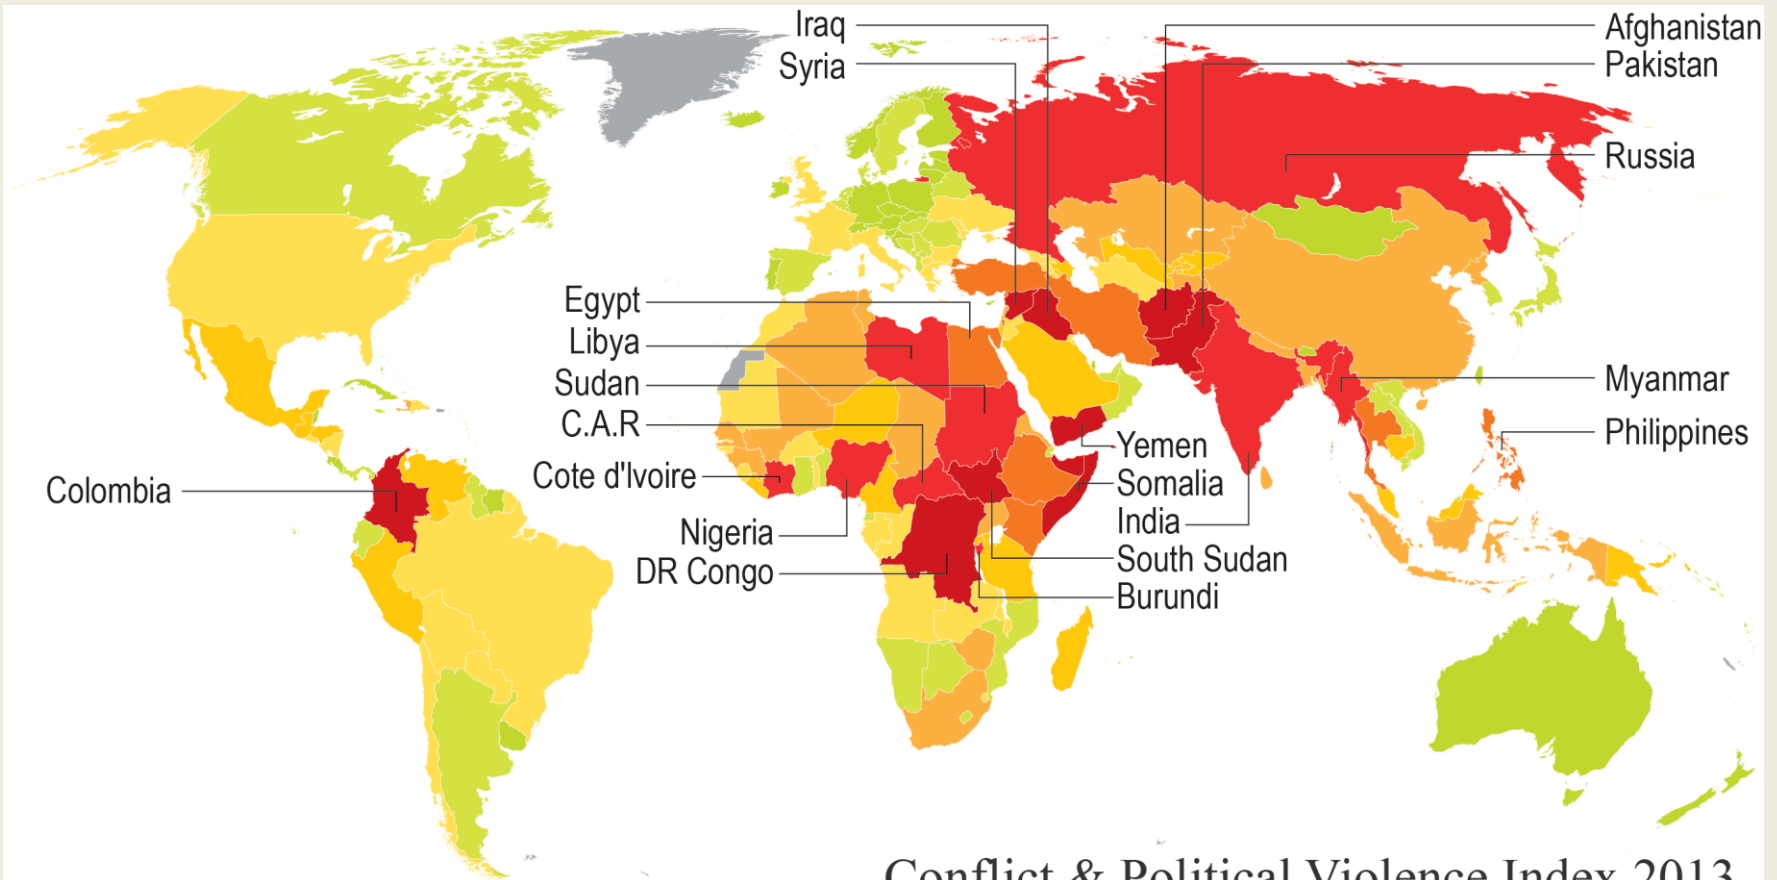 Iraq
Syria
Afghanistan
Pakistan
Russia
Egypt
Libya
Sudan
C.A.R
Cote d'Ivoire
Nigeria
DR Congo
Colombia
Myanmar
Philippines
Yemen
Somalia
India
South Sudan
Burundi
Conflict & Political Violence Index 2013